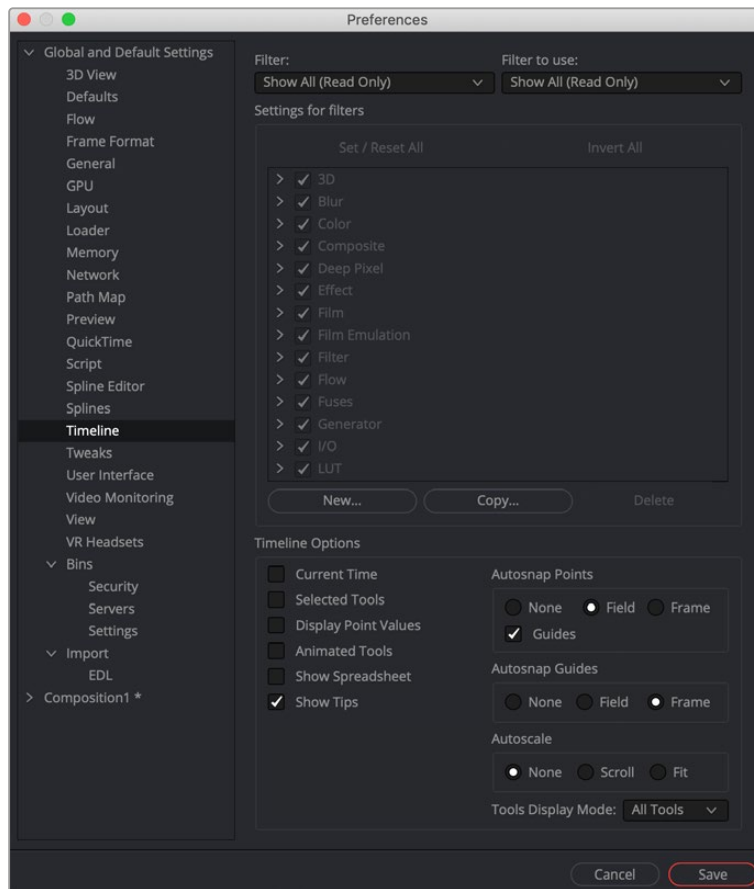 Preferences
Global and Default Settings
3D View
Defaults
Flow
Frame Format
General
GPU
Layout
Loader
Memory
Network
Path Map
Preview
QuickTime
Script
Spline Editor
Splines
Timeline
Tweaks
User Interface
Video Monitoring
View
VR Headsets
Bins
Security
Servers
Settings
Import
EDL
Composition1 *
Filter:
Filter to use:
Show All (Read Only)
Show All (Read Only)
Settings for filters
Set / Reset All
Invert All
3D
Blur
Color
Composite
Deep Pixel
Effect
Film
Film Emulation
Filter
Flow
Fuses
Generator
I/O
LUT
New...
Copy...
Delete
Timeline Options
Current Time
Selected Tools
Display Point Values
Animated Tools
Show Spreadsheet
Show Tips
Autosnap Points
None Field Frame
Guides
Autosnap Guides
None Field Frame
Autoscale
None Scroll Fit
Tools Display Mode: All Tools
Cancel
Save